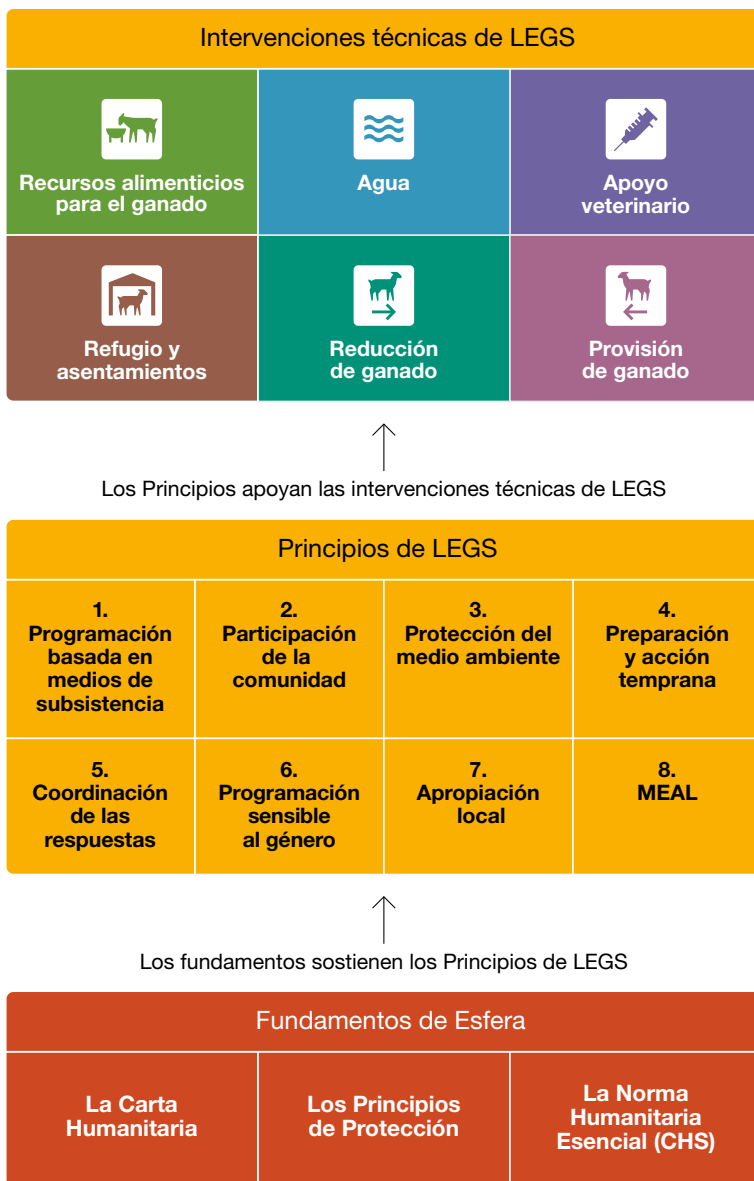 Intervenciones técnicas de LEGS
Recursos alimenticios
para el ganado
Agua
Apoyo
veterinario
Refugio y
asentamientos
Reducción
de ganado
Provisión
de ganado
Los Principios apoyan las intervenciones técnicas de LEGS
Principios de LEGS
1.
Programación
basada en
medios de
subsistencia
2.
Participación
de la
comunidad
3.
Protección del
medio ambiente
4.
Preparación
y acción
temprana
5.
Coordinación
de las
respuestas
6.
Programación
sensible
al género
7.
Apropiación
local
8.
MEAL
Los fundamentos sostienen los Principios de LEGS
Fundamentos de Esfera
La Carta
Humanitaria
Los Principios
de Protección
La Norma
Humanitaria
Esencial (CHS)